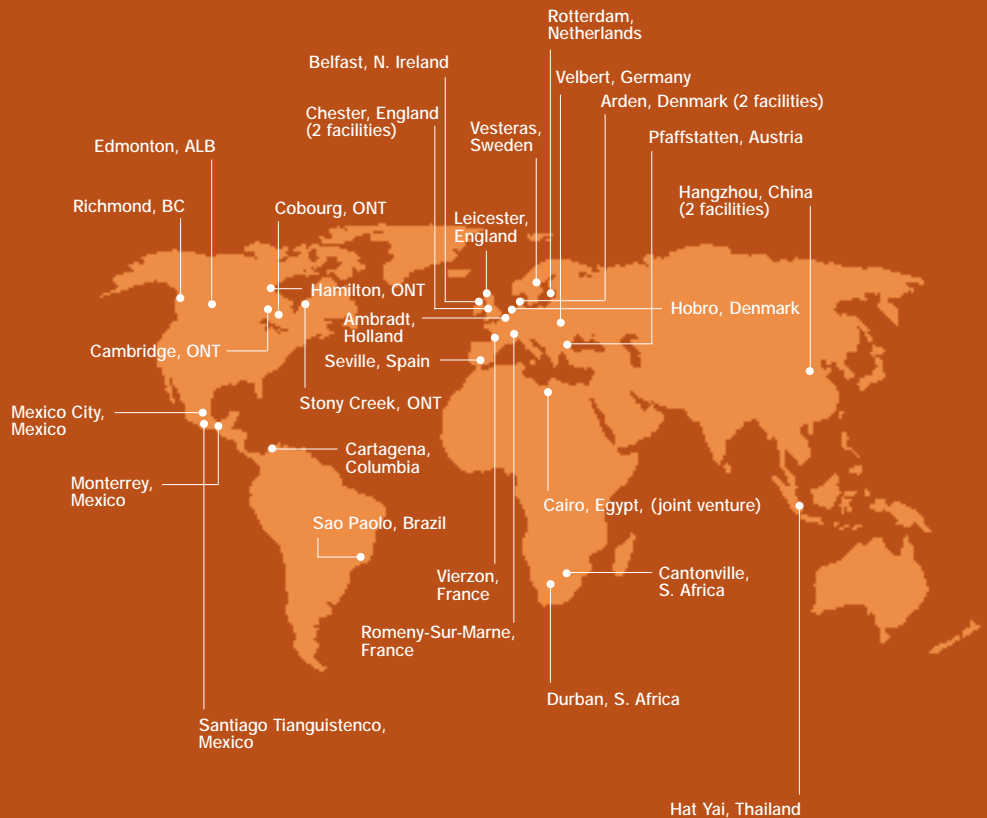 Rotterdam,
Netherlands
Belfast, N. Ireland
Velbert, Germany
Chester, England
(2 facilities)
Arden, Denmark (2 facilities)
Vesteras,
Sweden
Pfaffstatten, Austria
Edmonton, ALB
Hangzhou, China
(2 facilities)
Richmond, BC
Cobourg, ONT
Leicester,
England
Hamilton, ONT
Ambradt,
Holland
Hobro, Denmark
Cambridge, ONT
Seville, Spain
Stony Creek, ONT
Mexico City,
Mexico
Cartagena,
Columbia
Monterrey,
Mexico
Cairo, Egypt, (joint venture)
Sao Paolo, Brazil
Vierzon,
France
Cantonville,
S. Africa
Romeny-Sur-Marne,
France
Durban, S. Africa
Santiago Tianguistenco,
Mexico
Hat Yai, Thailand